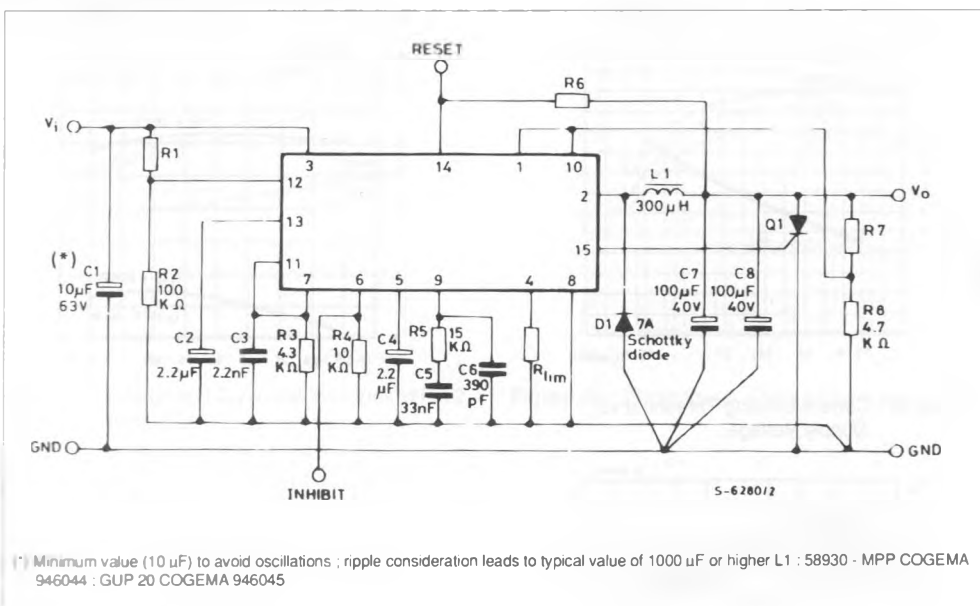 RESET
R6
Vi
R1
3
14
1
10
12
L1
2
300µH
Vo
13
Q1
R7
15
(*)
11
C1
10µF
63V
R2
100
KΩ
7
6
5
9
4
8
C7
100µF
40V
C8
100µF
40V
R8
4.7
KΩ
C2
2.2µF
C3
2.2nF
R3
4.3
KΩ
R4
10
KΩ
C4
2.2
µF
R5
15
KΩ
C5
33nF
C6
390
pF
Rlim
D1
7A
Schottky
diode
GND
GND
INHIBIT
S-6280/2
(*) Minimum value (10 µF) to avoid oscillations ; ripple consideration leads to typical value of 1000 µF or higher L1 : 58930 - MPP COGEMA
946044 : GUP 20 COGEMA 946045